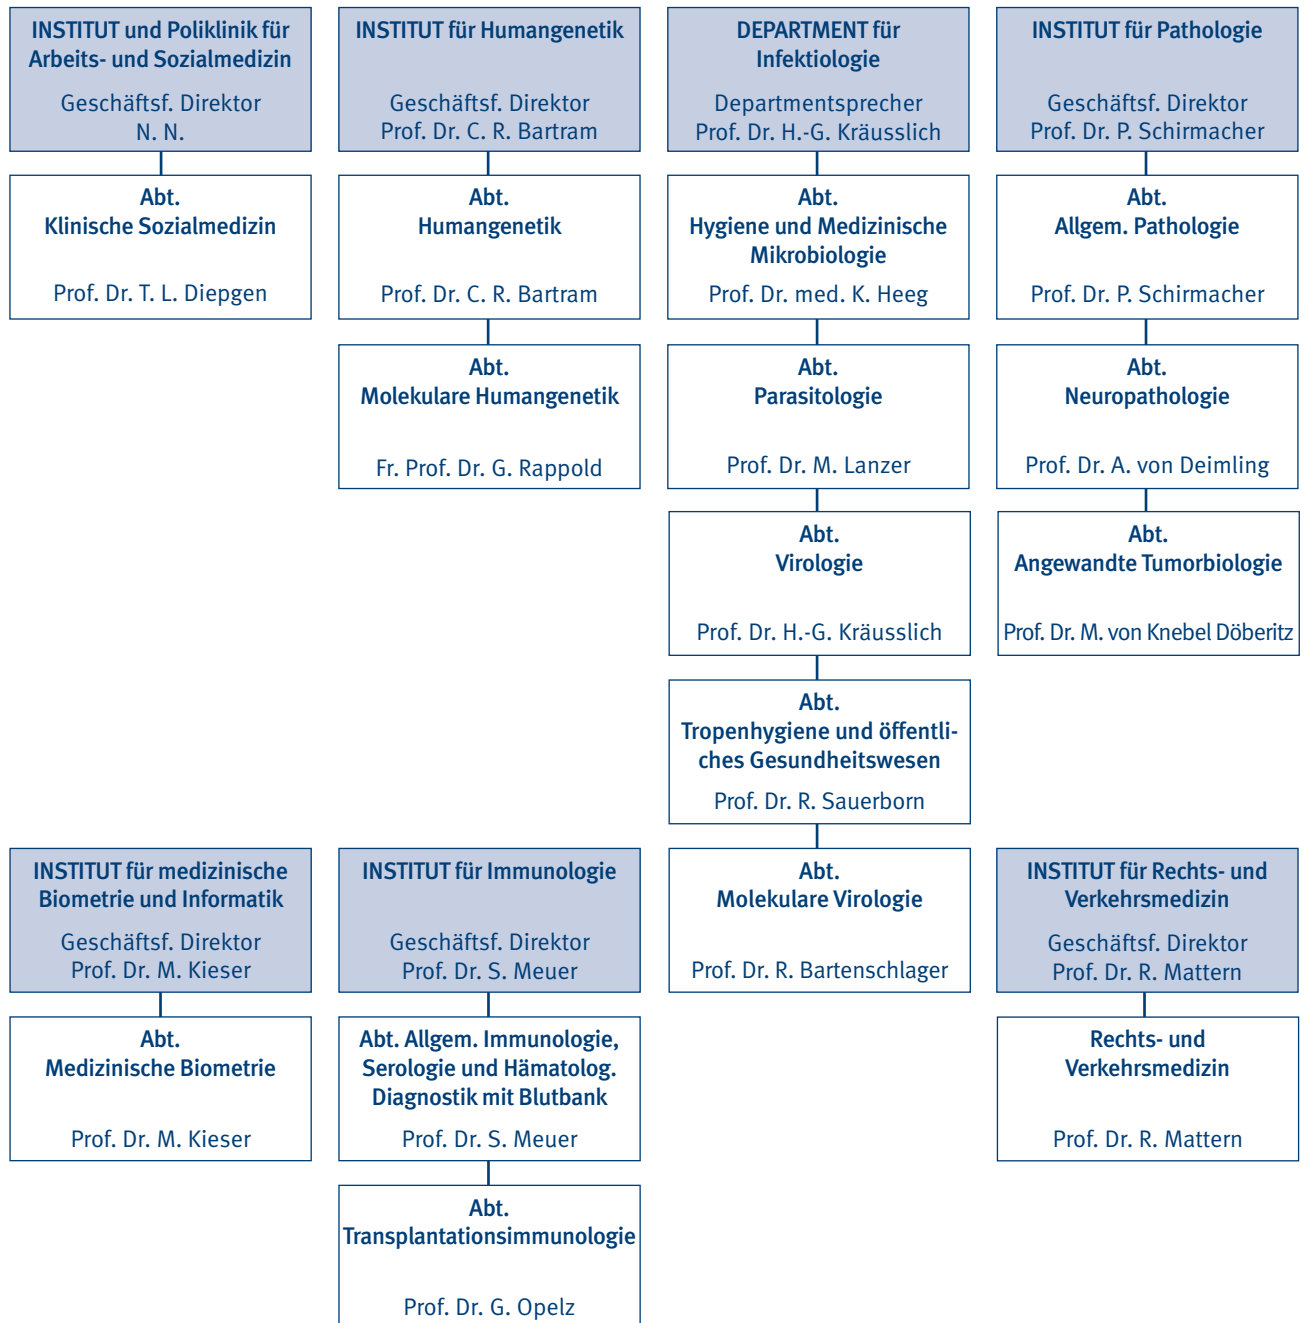 INSTITUT und Poliklinik für
Arbeits- und Sozialmedizin
Geschäftsf. Direktor
N. N.
Abt.
Klinische Sozialmedizin
Prof. Dr. T. L. Diepgen
INSTITUT für Humangenetik
Geschäftsf. Direktor
Prof. Dr. C. R. Bartram
Abt.
Humangenetik
Prof. Dr. C. R. Bartram
Abt.
Molekulare Humangenetik
Fr. Prof. Dr. G. Rappold
DEPARTMENT für
Infektiologie
Departmentsprecher
Prof. Dr. H.-G. Kräusslich
Abt.
Hygiene und Medizinische
Mikrobiologie
Prof. Dr. med. K. Heeg
Abt.
Parasitologie
Prof. Dr. M. Lanzer
Abt.
Virologie
Prof. Dr. H.-G. Kräusslich
Abt.
Tropenhygiene und öffentli-
ches Gesundheitswesen
Prof. Dr. R. Sauerborn
Abt.
Molekulare Virologie
Prof. Dr. R. Bartenschlager
INSTITUT für Pathologie
Geschäftsf. Direktor
Prof. Dr. P. Schirmacher
Abt.
Allgem. Pathologie
Prof. Dr. P. Schirmacher
Abt.
Neuropathologie
Prof. Dr. A. von Deimling
Abt.
Angewandte Tumorbiologie
Prof. Dr. M. von Knebel Döberitz
INSTITUT für medizinische
Biometrie und Informatik
Geschäftsf. Direktor
Prof. Dr. M. Kieser
Abt.
Medizinische Biometrie
Prof. Dr. M. Kieser
INSTITUT für Immunologie
Geschäftsf. Direktor
Prof. Dr. S. Meuer
Abt. Allgem. Immunologie,
Serologie und Hämatolog.
Diagnostik mit Blutbank
Prof. Dr. S. Meuer
Abt.
Transplantationsimmunologie
Prof. Dr. G. Opelz
INSTITUT für Rechts- und
Verkehrsmedizin
Geschäftsf. Direktor
Prof. Dr. R. Mattern
Rechts- und
Verkehrsmedizin
Prof. Dr. R. Mattern